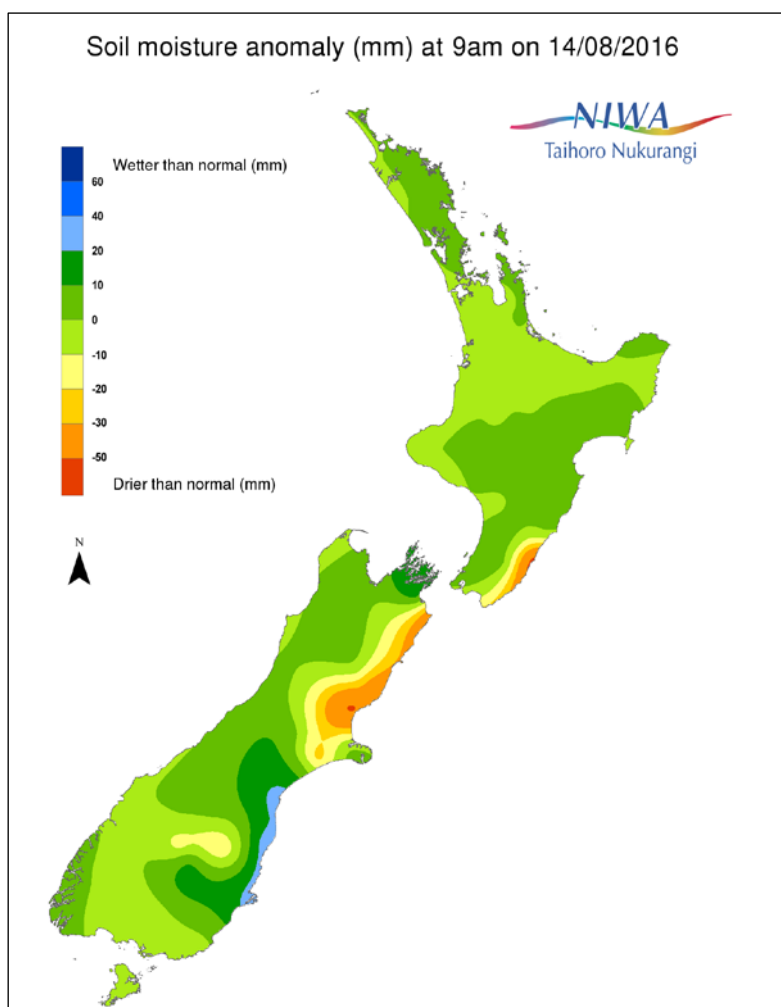 Soil moisture anomaly (mm) at 9am on 14/08/2016
NIWA
Taihoro Nukurangi
Wetter than normal (mm)
60
40
20
10
0
-10
-20
-30
-50
Drier than normal (mm)
N